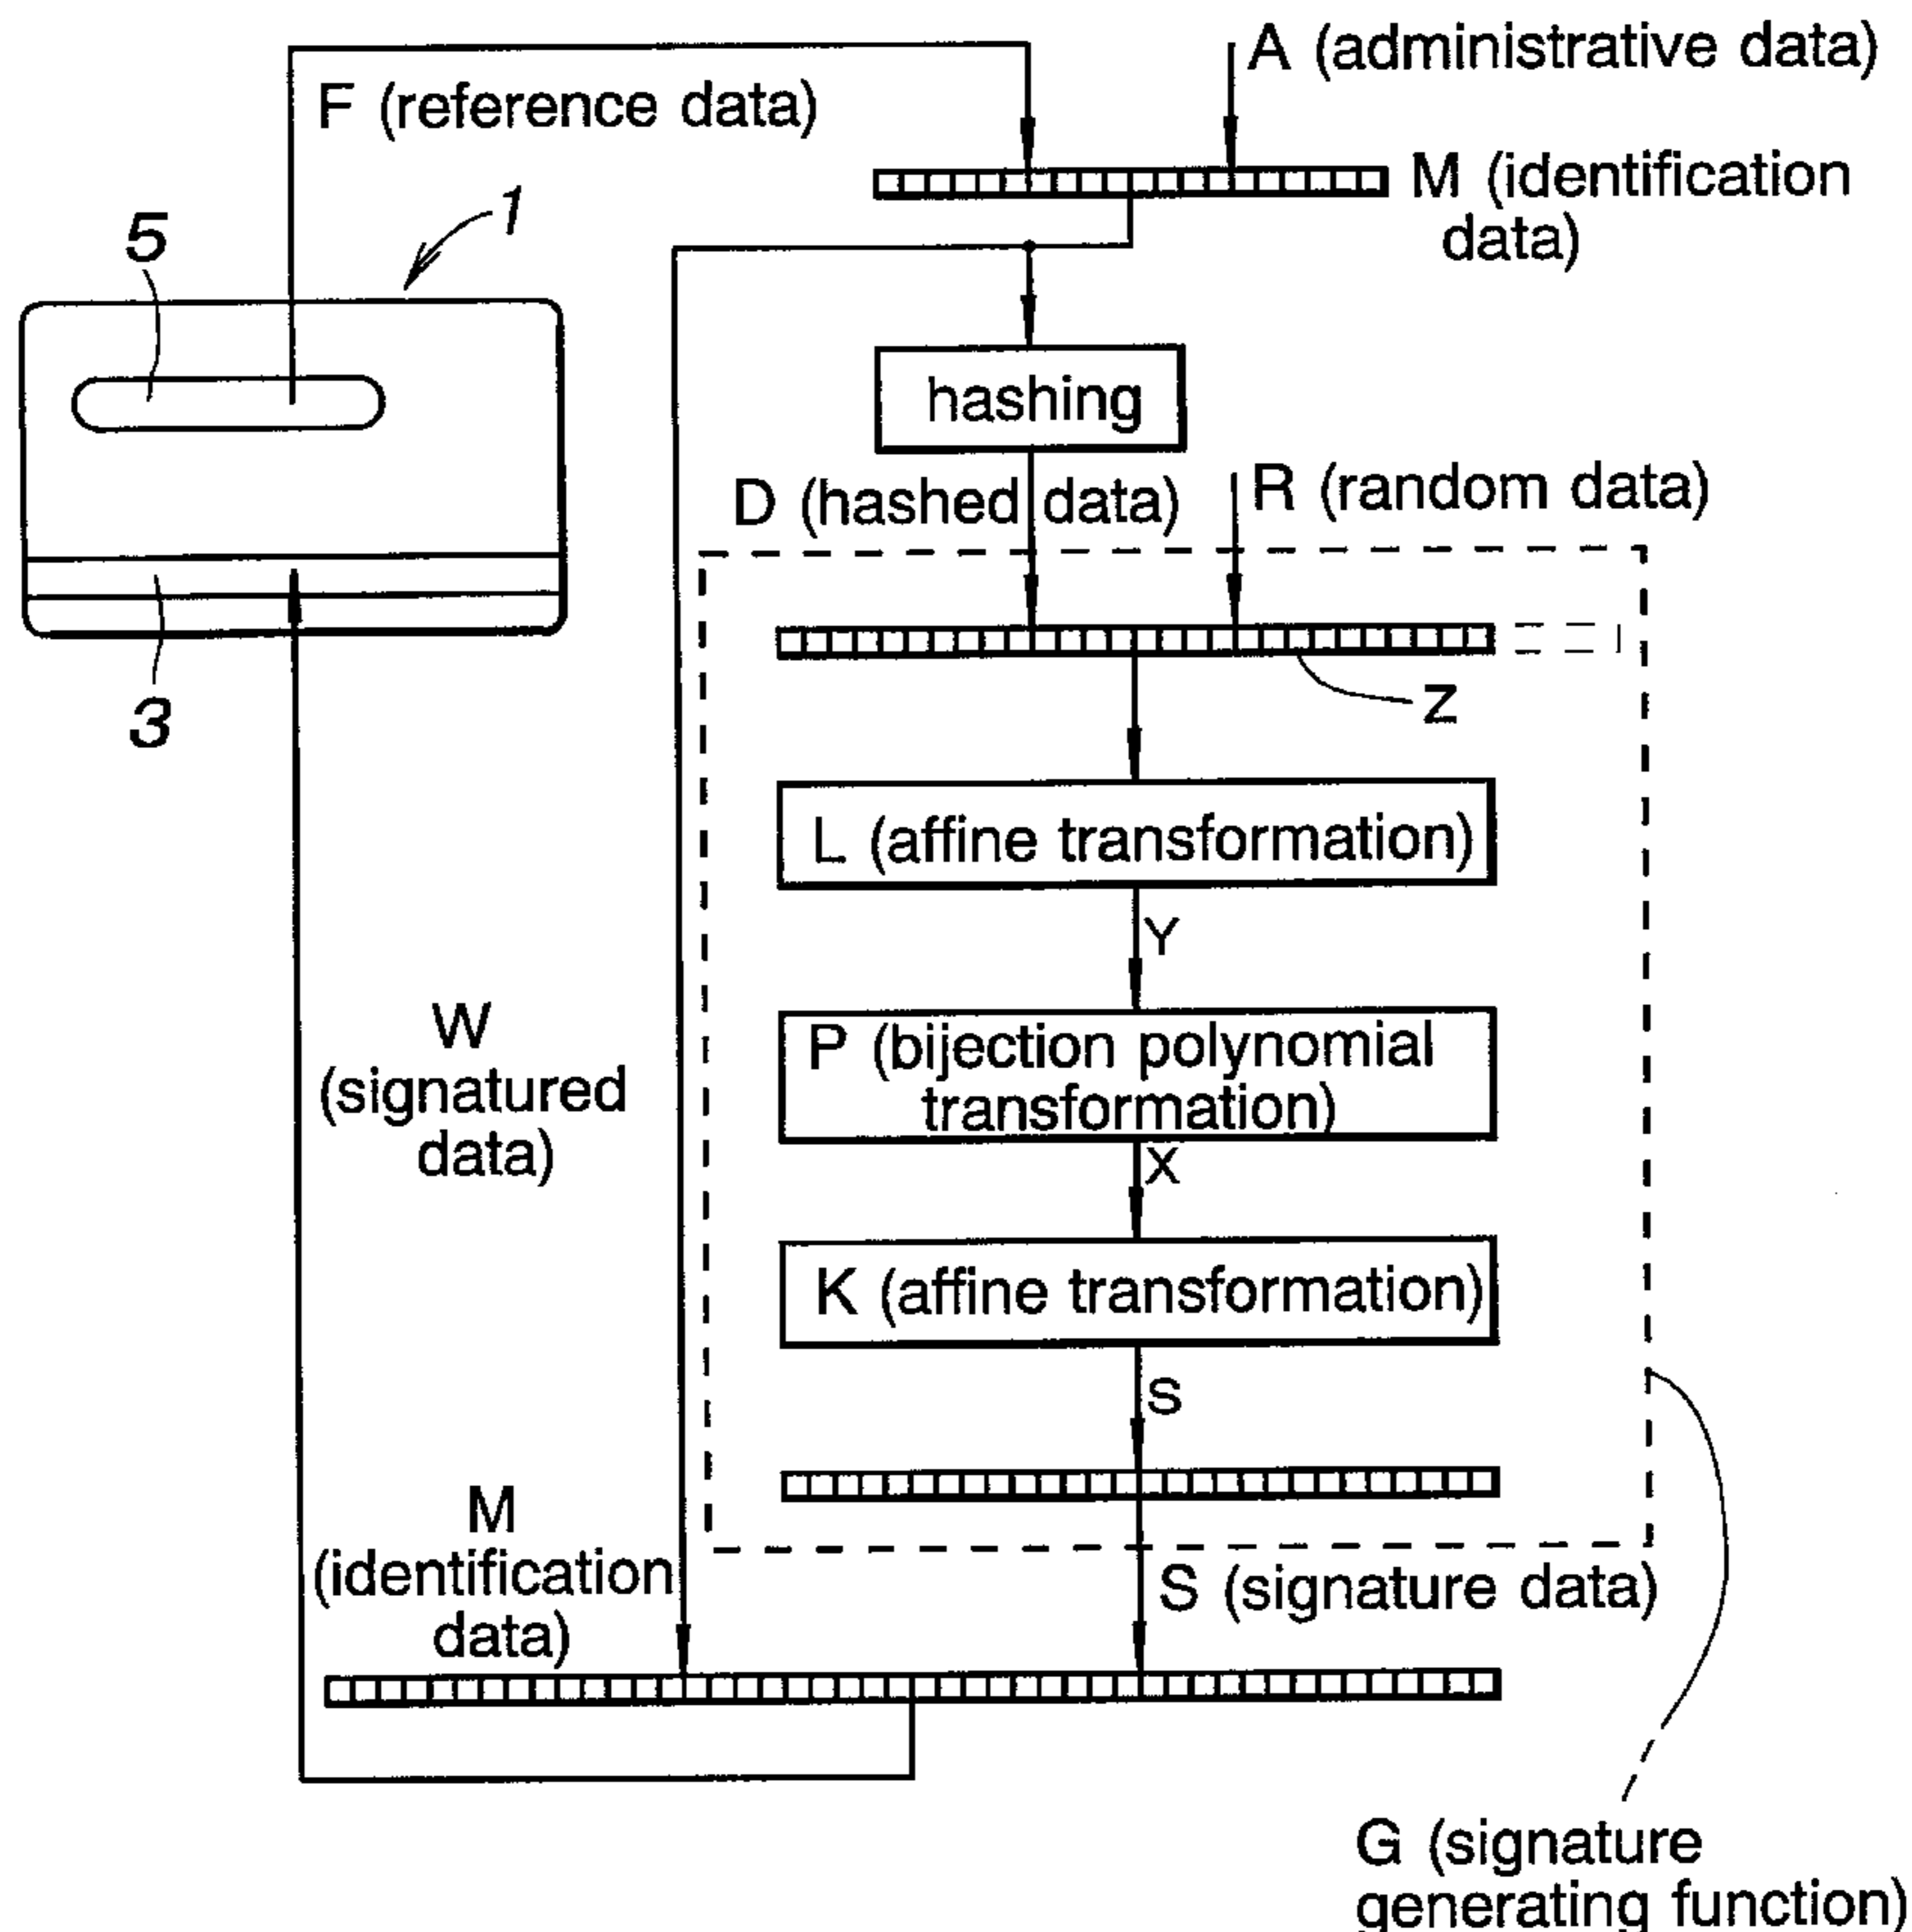 A (administrative data)
F (reference data)
M (identification
data)
1
5
hashing
D (hashed data)
R (random data)
3
Z
L (affine transformation)
Y
W
(signatured
data)
P (bijection polynomial
transformation)
X
K (affine transformation)
S
M
(identification
data)
S (signature data)
G (signature
generating function)